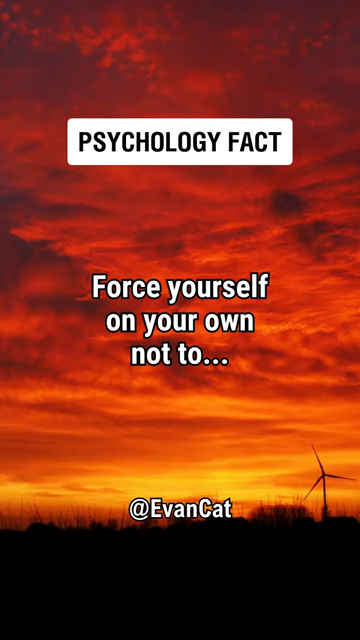 PSYCHOLOGY FACT
Force yourself
on your own
not to...
@EvanCat